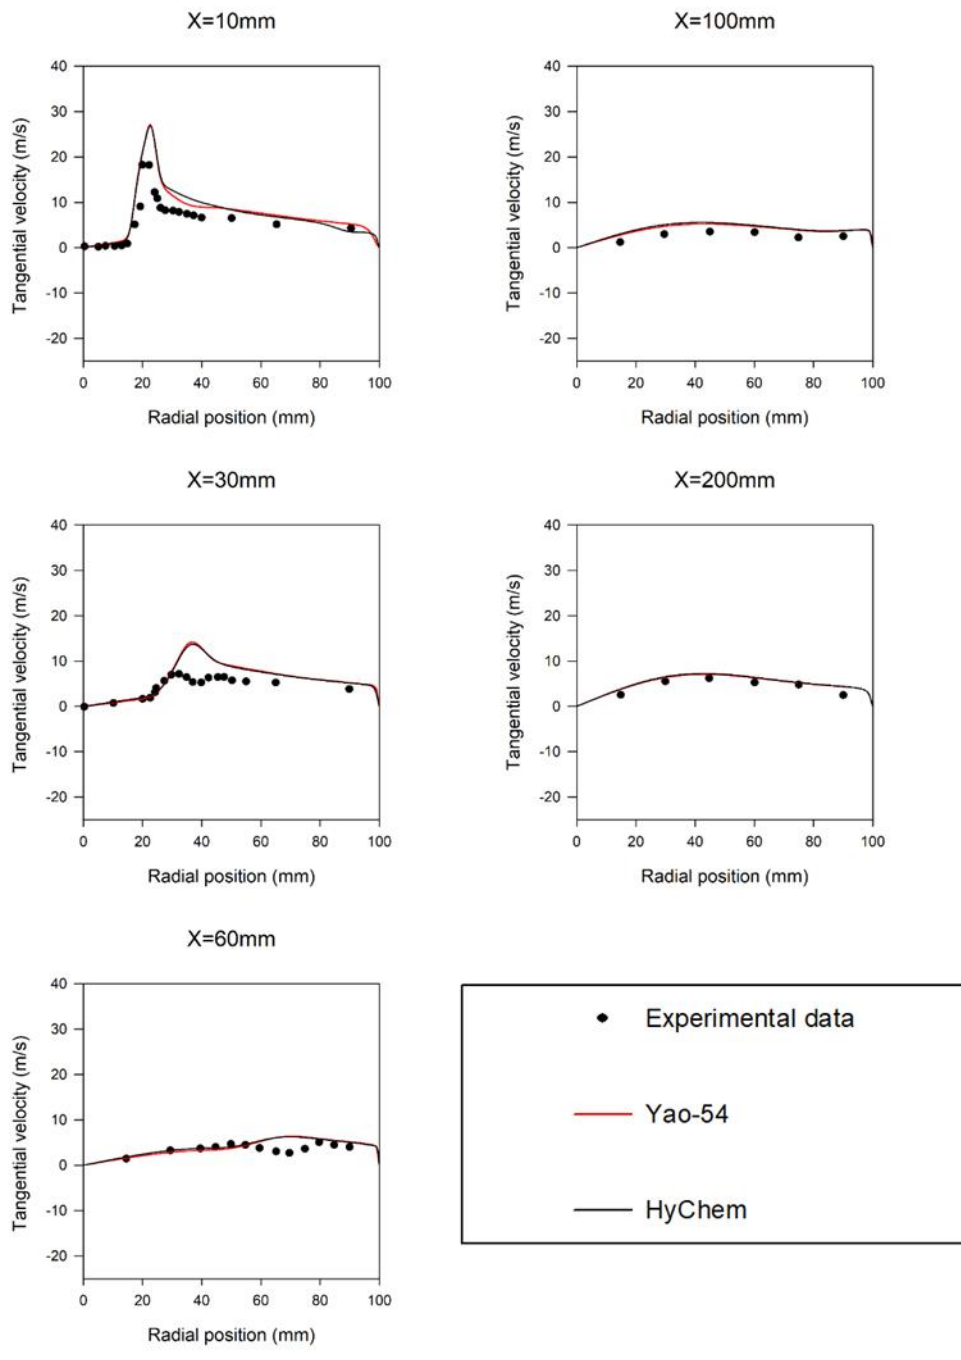 X=10mm
40
30
20
10
0
-10
-20
Tangential velocity (m/s)
0 20 40 60 80 100
Radial position (mm)
X=100mm
40
30
20
10
0
-10
-20
Tangential velocity (m/s)
0 20 40 60 80 100
Radial position (mm)
X=30mm
40
30
20
10
0
-10
-20
Tangential velocity (m/s)
0 20 40 60 80 100
Radial position (mm)
X=200mm
40
30
20
10
0
-10
-20
Tangential velocity (m/s)
0 20 40 60 80 100
Radial position (mm)
X=60mm
40
30
20
10
0
-10
-20
Tangential velocity (m/s)
0 20 40 60 80 100
Radial position (mm)
Experimental data
Yao-54
HyChem